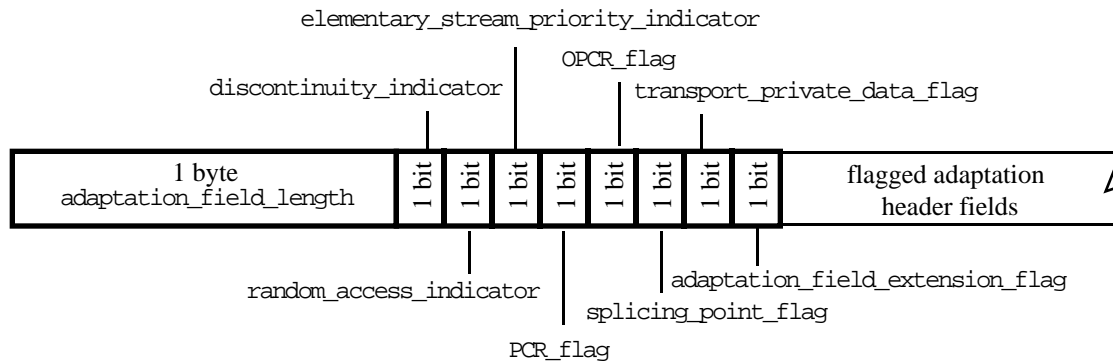 elementary_stream_priority_indicator
OPCR_flag
discontinuity_indicator
transport_private_data_flag
1 byte
adaptation_field_length
1 bit
1 bit
1 bit
1 bit
1 bit
1 bit
1 bit
1 bit
flagged adaptation
header fields
random_access_indicator
adaptation_field_extension_flag
splicing_point_flag
PCR_flag